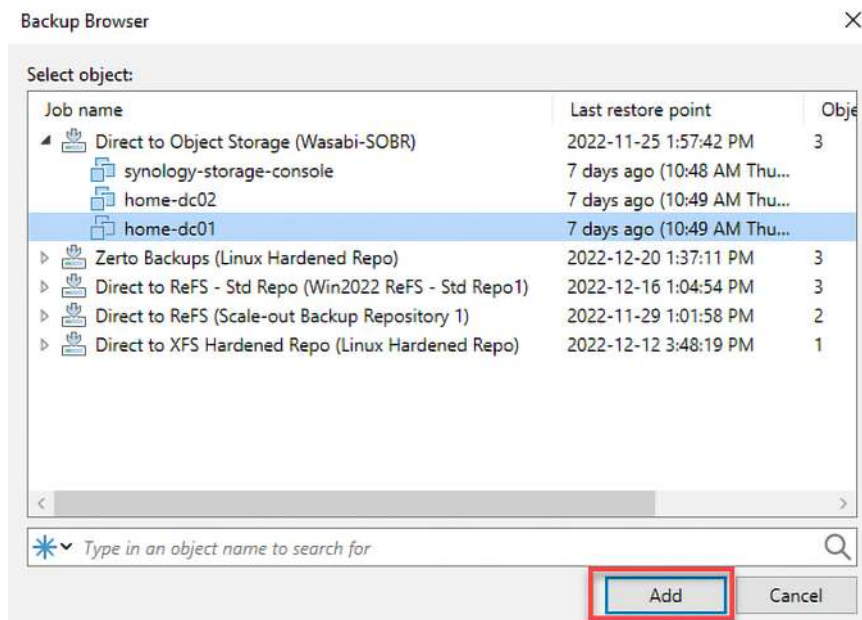 Backup Browser
Select object:
Job name Last restore point Obje
Direct to Object Storage (Wasabi-SOBR) 2022-11-25 1:57:42 PM 3
synology-storage-console 7 days ago (10:48 AM Thu...
home-dc02 7 days ago (10:49 AM Thu...
home-dc01 7 days ago (10:49 AM Thu...
Zerto Backups (Linux Hardened Repo) 2022-12-20 1:37:11 PM 3
Direct to ReFS - Std Repo (Win2022 ReFS - Std Repo1) 2022-12-16 1:04:54 PM 3
Direct to ReFS (Scale-out Backup Repository 1) 2022-11-29 1:01:58 PM 2
Direct to XFS Hardened Repo (Linux Hardened Repo) 2022-12-12 3:48:19 PM 1
Type in an object name to search for
Add Cancel